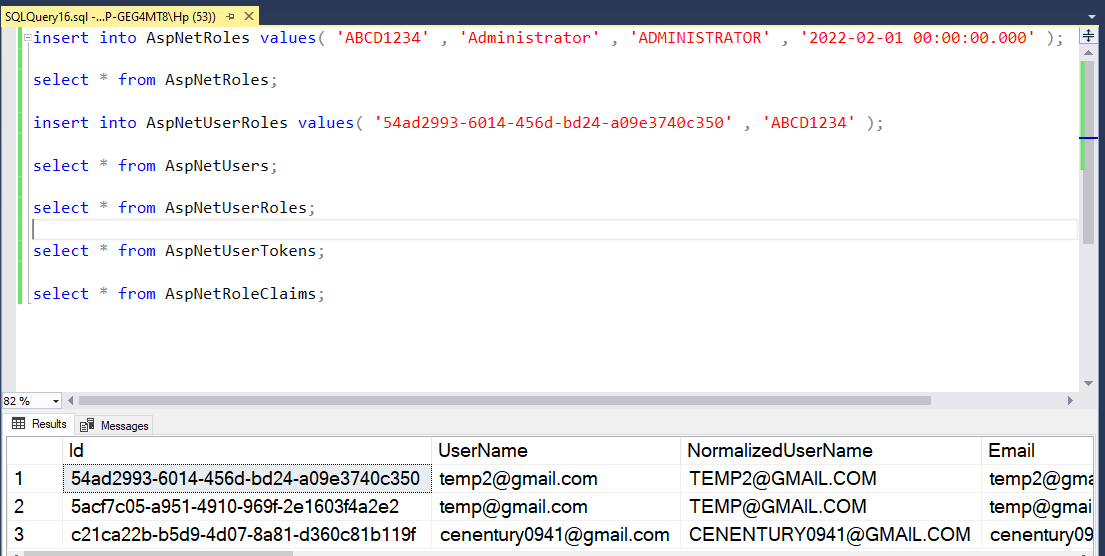 SQLQuery16.sql -...P-GEG4MT8\Hp (53))
insert into AspNetRoles values( 'ABCD1234' , 'Administrator' , 'ADMINISTRATOR' , '2022-02-01 00:00:00.000' );
select * from AspNetRoles;
insert into AspNetUserRoles values( '54ad2993-6014-456d-bd24-a09e3740c350' , 'ABCD1234' );
select * from AspNetUsers;
select * from AspNetUserRoles;
select * from AspNetUserTokens;
select * from AspNetRoleClaims;
82 %
Results Messages
Id UserName NormalizedUserName Email
1 54ad2993-6014-456d-bd24-a09e3740c350 temp2@gmail.com TEMP2@GMAIL.COM temp2@gma
2 5acf7c05-a951-4910-969f-2e1603f4a2e2 temp@gmail.com TEMP@GMAIL.COM temp@gmai
3 c21ca22b-b5d9-4d07-8a81-d360c81b119f cenentury0941@gmail.com CENENTURY0941@GMAIL.COM cenentury09